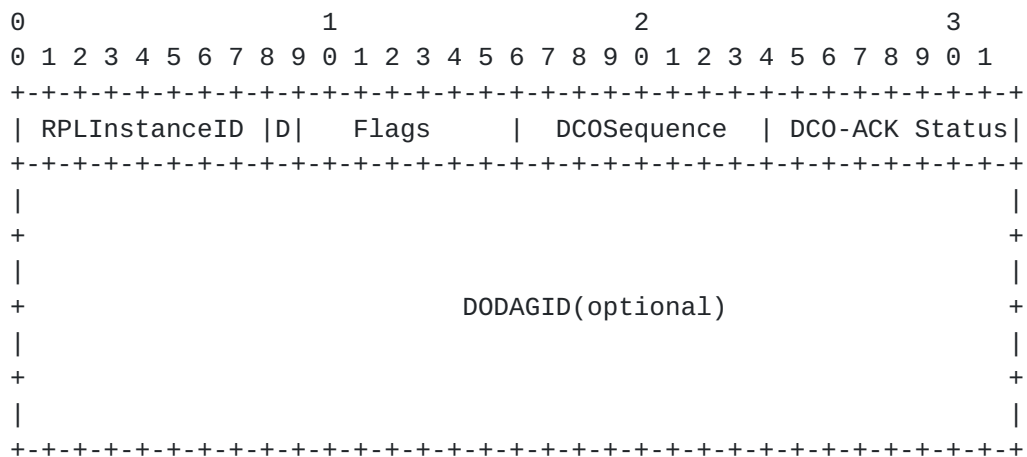 0                   1                   2                   3
0 1 2 3 4 5 6 7 8 9 0 1 2 3 4 5 6 7 8 9 0 1 2 3 4 5 6 7 8 9 0 1
+-+-+-+-+-+-+-+-+-+-+-+-+-+-+-+-+-+-+-+-+-+-+-+-+-+-+-+-+-+-+-+-+
| RPLInstanceID |D|   Flags     |  DCOSequence  | DCO-ACK Status|
+-+-+-+-+-+-+-+-+-+-+-+-+-+-+-+-+-+-+-+-+-+-+-+-+-+-+-+-+-+-+-+-+
|                                                               |
+                                                               +
|                                                               |
+                            DODAGID(optional)                  +
|                                                               |
+                                                               +
|                                                               |
+-+-+-+-+-+-+-+-+-+-+-+-+-+-+-+-+-+-+-+-+-+-+-+-+-+-+-+-+-+-+-+-+